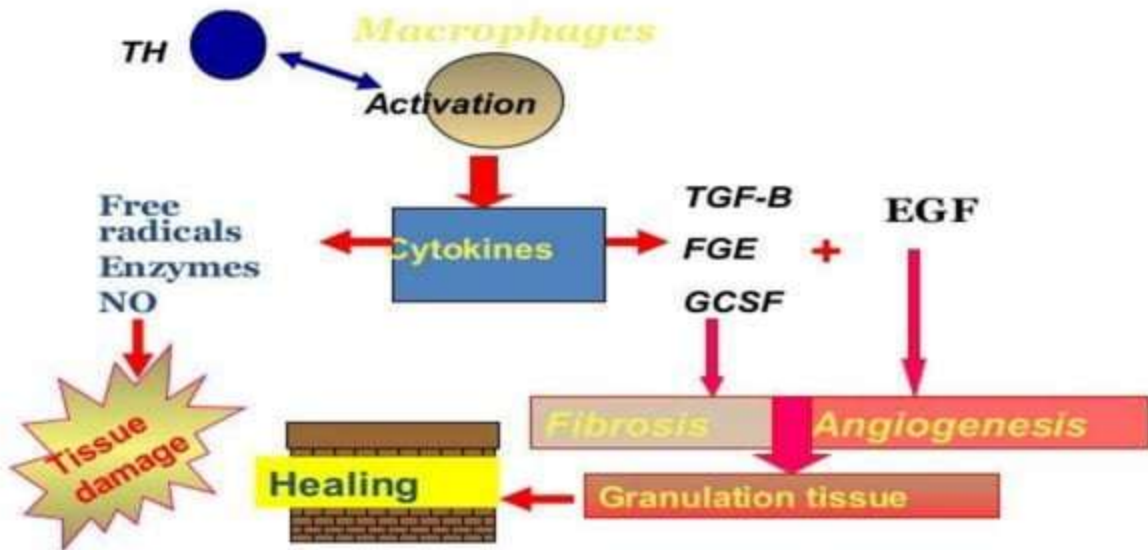 Macrophages
TH
Activation
Free
radicals
Enzymes
NO
Cytokines
TGF-B
FGE
GCSF
+
EGF
Tissue
damage
Fibrosis
Angiogenesis
Healing
Granulation tissue